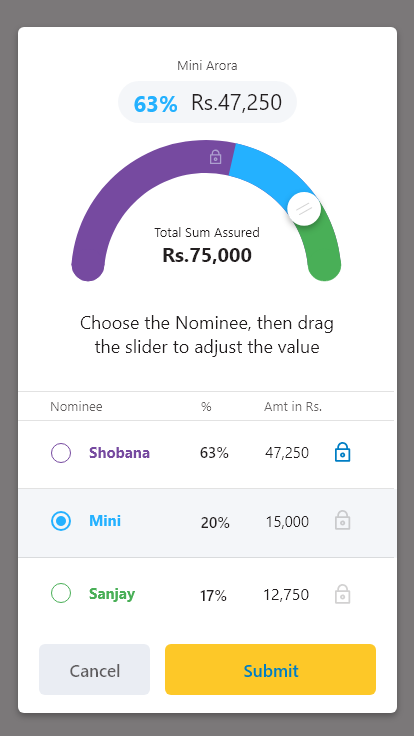 Mini Arora
63% Rs.47,250
Total Sum Assured
Rs.75,000
Choose the Nominee, then drag
the slider to adjust the value
Nominee % Amt in Rs.
Shobana 63% 47,250
Mini 20% 15,000
Sanjay 17% 12,750
Cancel Submit